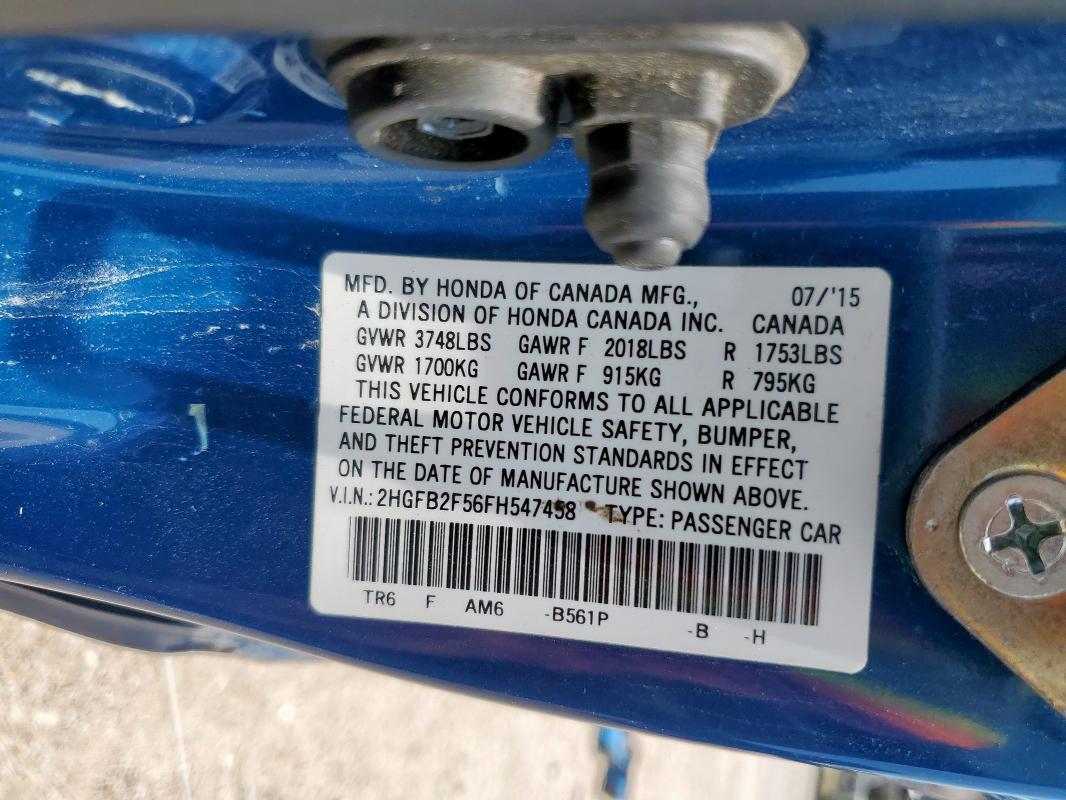 MFD. BY HONDA OF CANADA MFG., 07/'15
A DIVISION OF HONDA CANADA INC. CANADA
GVWR 3748LBS GAWR F 2018LBS R 1753LBS
GVWR 1700KG GAWR F 915KG R 795KG
THIS VEHICLE CONFORMS TO ALL APPLICABLE
FEDERAL MOTOR VEHICLE SAFETY, BUMPER,
AND THEFT PREVENTION STANDARDS IN EFFECT
ON THE DATE OF MANUFACTURE SHOWN ABOVE.
V.I.N.: 2HGFB2F56FH547458 TYPE: PASSENGER CAR
TR6 F AM6 -B561P -B -H